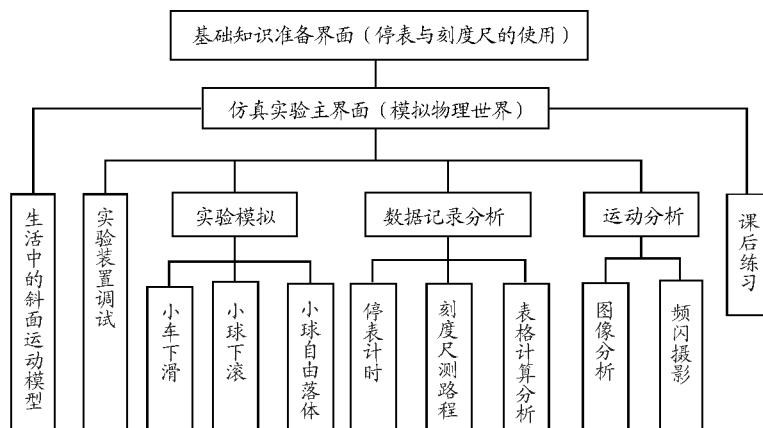 基础知识准备界面（停表与刻度尺的使用）
仿真实验主界面（模拟物理世界）
生活中的斜面运动模型
实验装置调试
实验模拟
数据记录分析
运动分析
课后练习
小车下滑
小球下滚
小球自由落体
停表计时
刻度尺测路程
表格计算分析
图像分析
频闪摄影